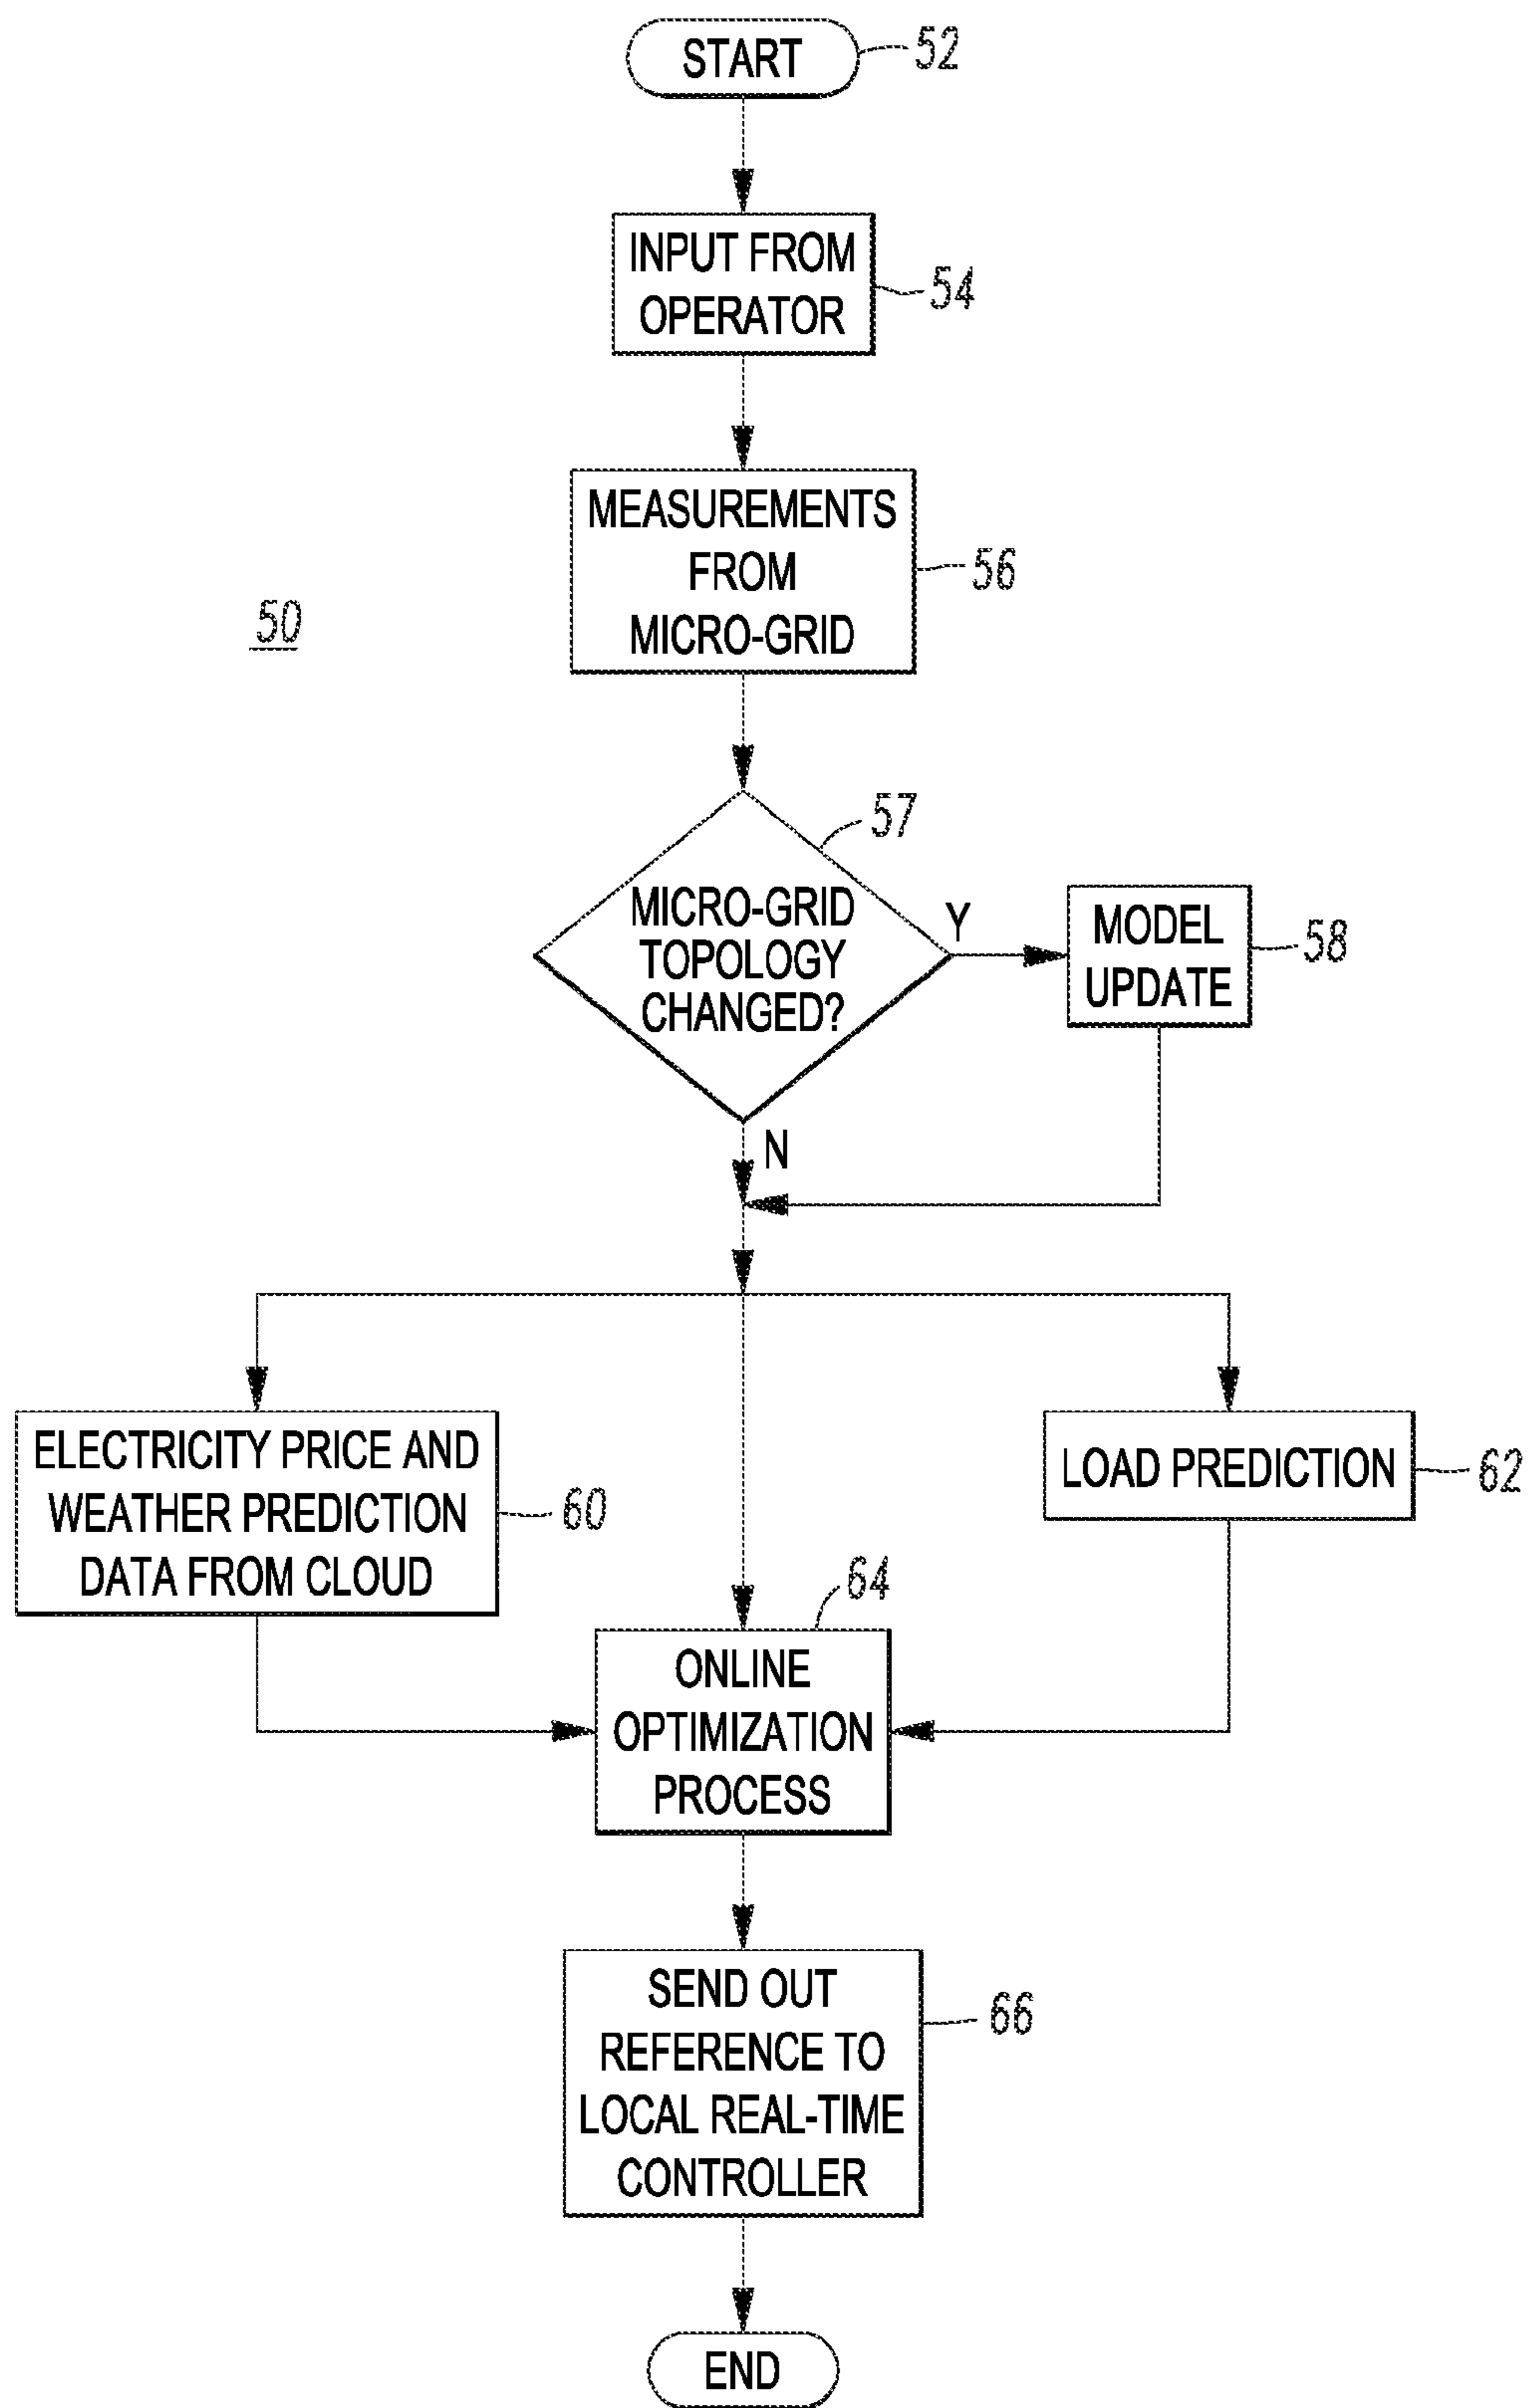 START
52
INPUT FROM
OPERATOR
54
MEASUREMENTS
FROM
MICRO-GRID
56
50
57
MICRO-GRID
TOPOLOGY
CHANGED?
Y
MODEL
UPDATE
58
N
ELECTRICITY PRICE AND
WEATHER PREDICTION
DATA FROM CLOUD
60
LOAD PREDICTION
62
64
ONLINE
OPTIMIZATION
PROCESS
SEND OUT
REFERENCE TO
LOCAL REAL-TIME
CONTROLLER
66
END